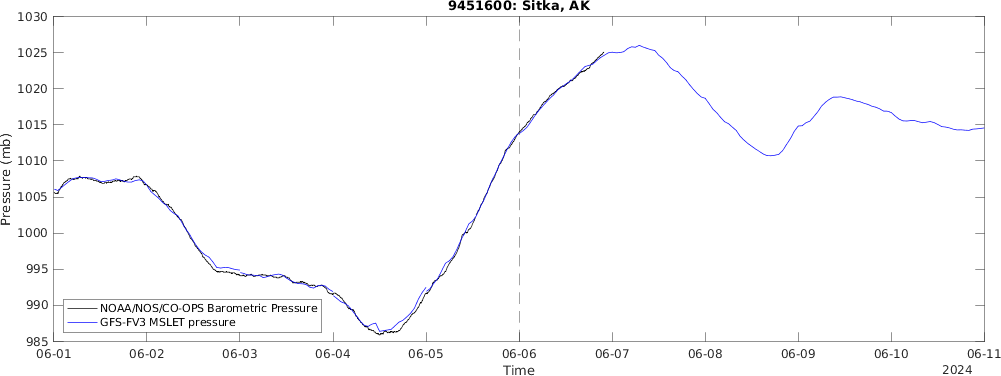 9451600: Sitka, AK
1030
1025
1020
1015
1010
1005
1000
995
990
985
Pressure (mb)
NOAA/NOS/CO-OPS Barometric Pressure
GFS-FV3 MSLET pressure
06-01 06-02 06-03 06-04 06-05 06-06 06-07 06-08 06-09 06-10 06-11
Time
2024